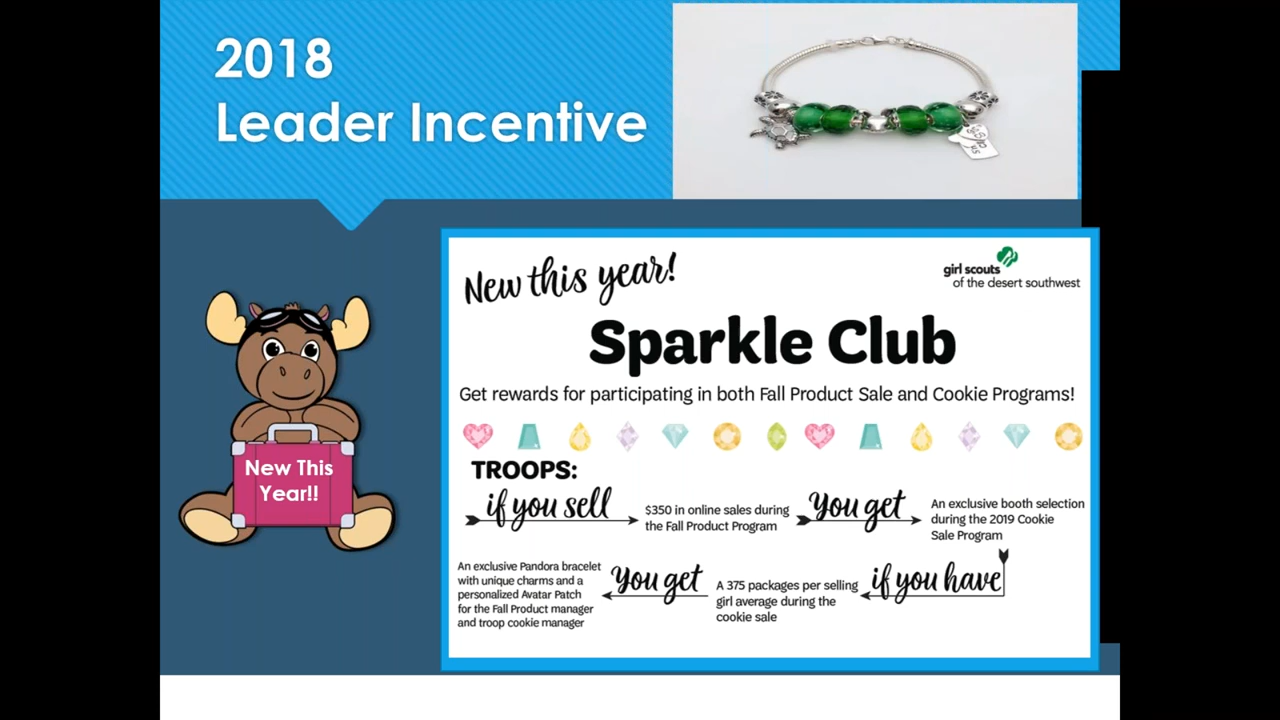 2018
Leader Incentive
New this year!
girl scouts
of the desert southwest
Sparkle Club
Get rewards for participating in both Fall Product Sale and Cookie Programs!
New This
Year!!
TROOPS:
if you sell
$350 in online sales during
the Fall Product Program
You get
An exclusive booth selection
during the 2019 Cookie
Sale Program
if you have
A 375 packages per selling
girl average during the
cookie sale
You get
An exclusive Pandora bracelet
with unique charms and a
personalized Avatar Patch
for the Fall Product manager
and troop cookie manager